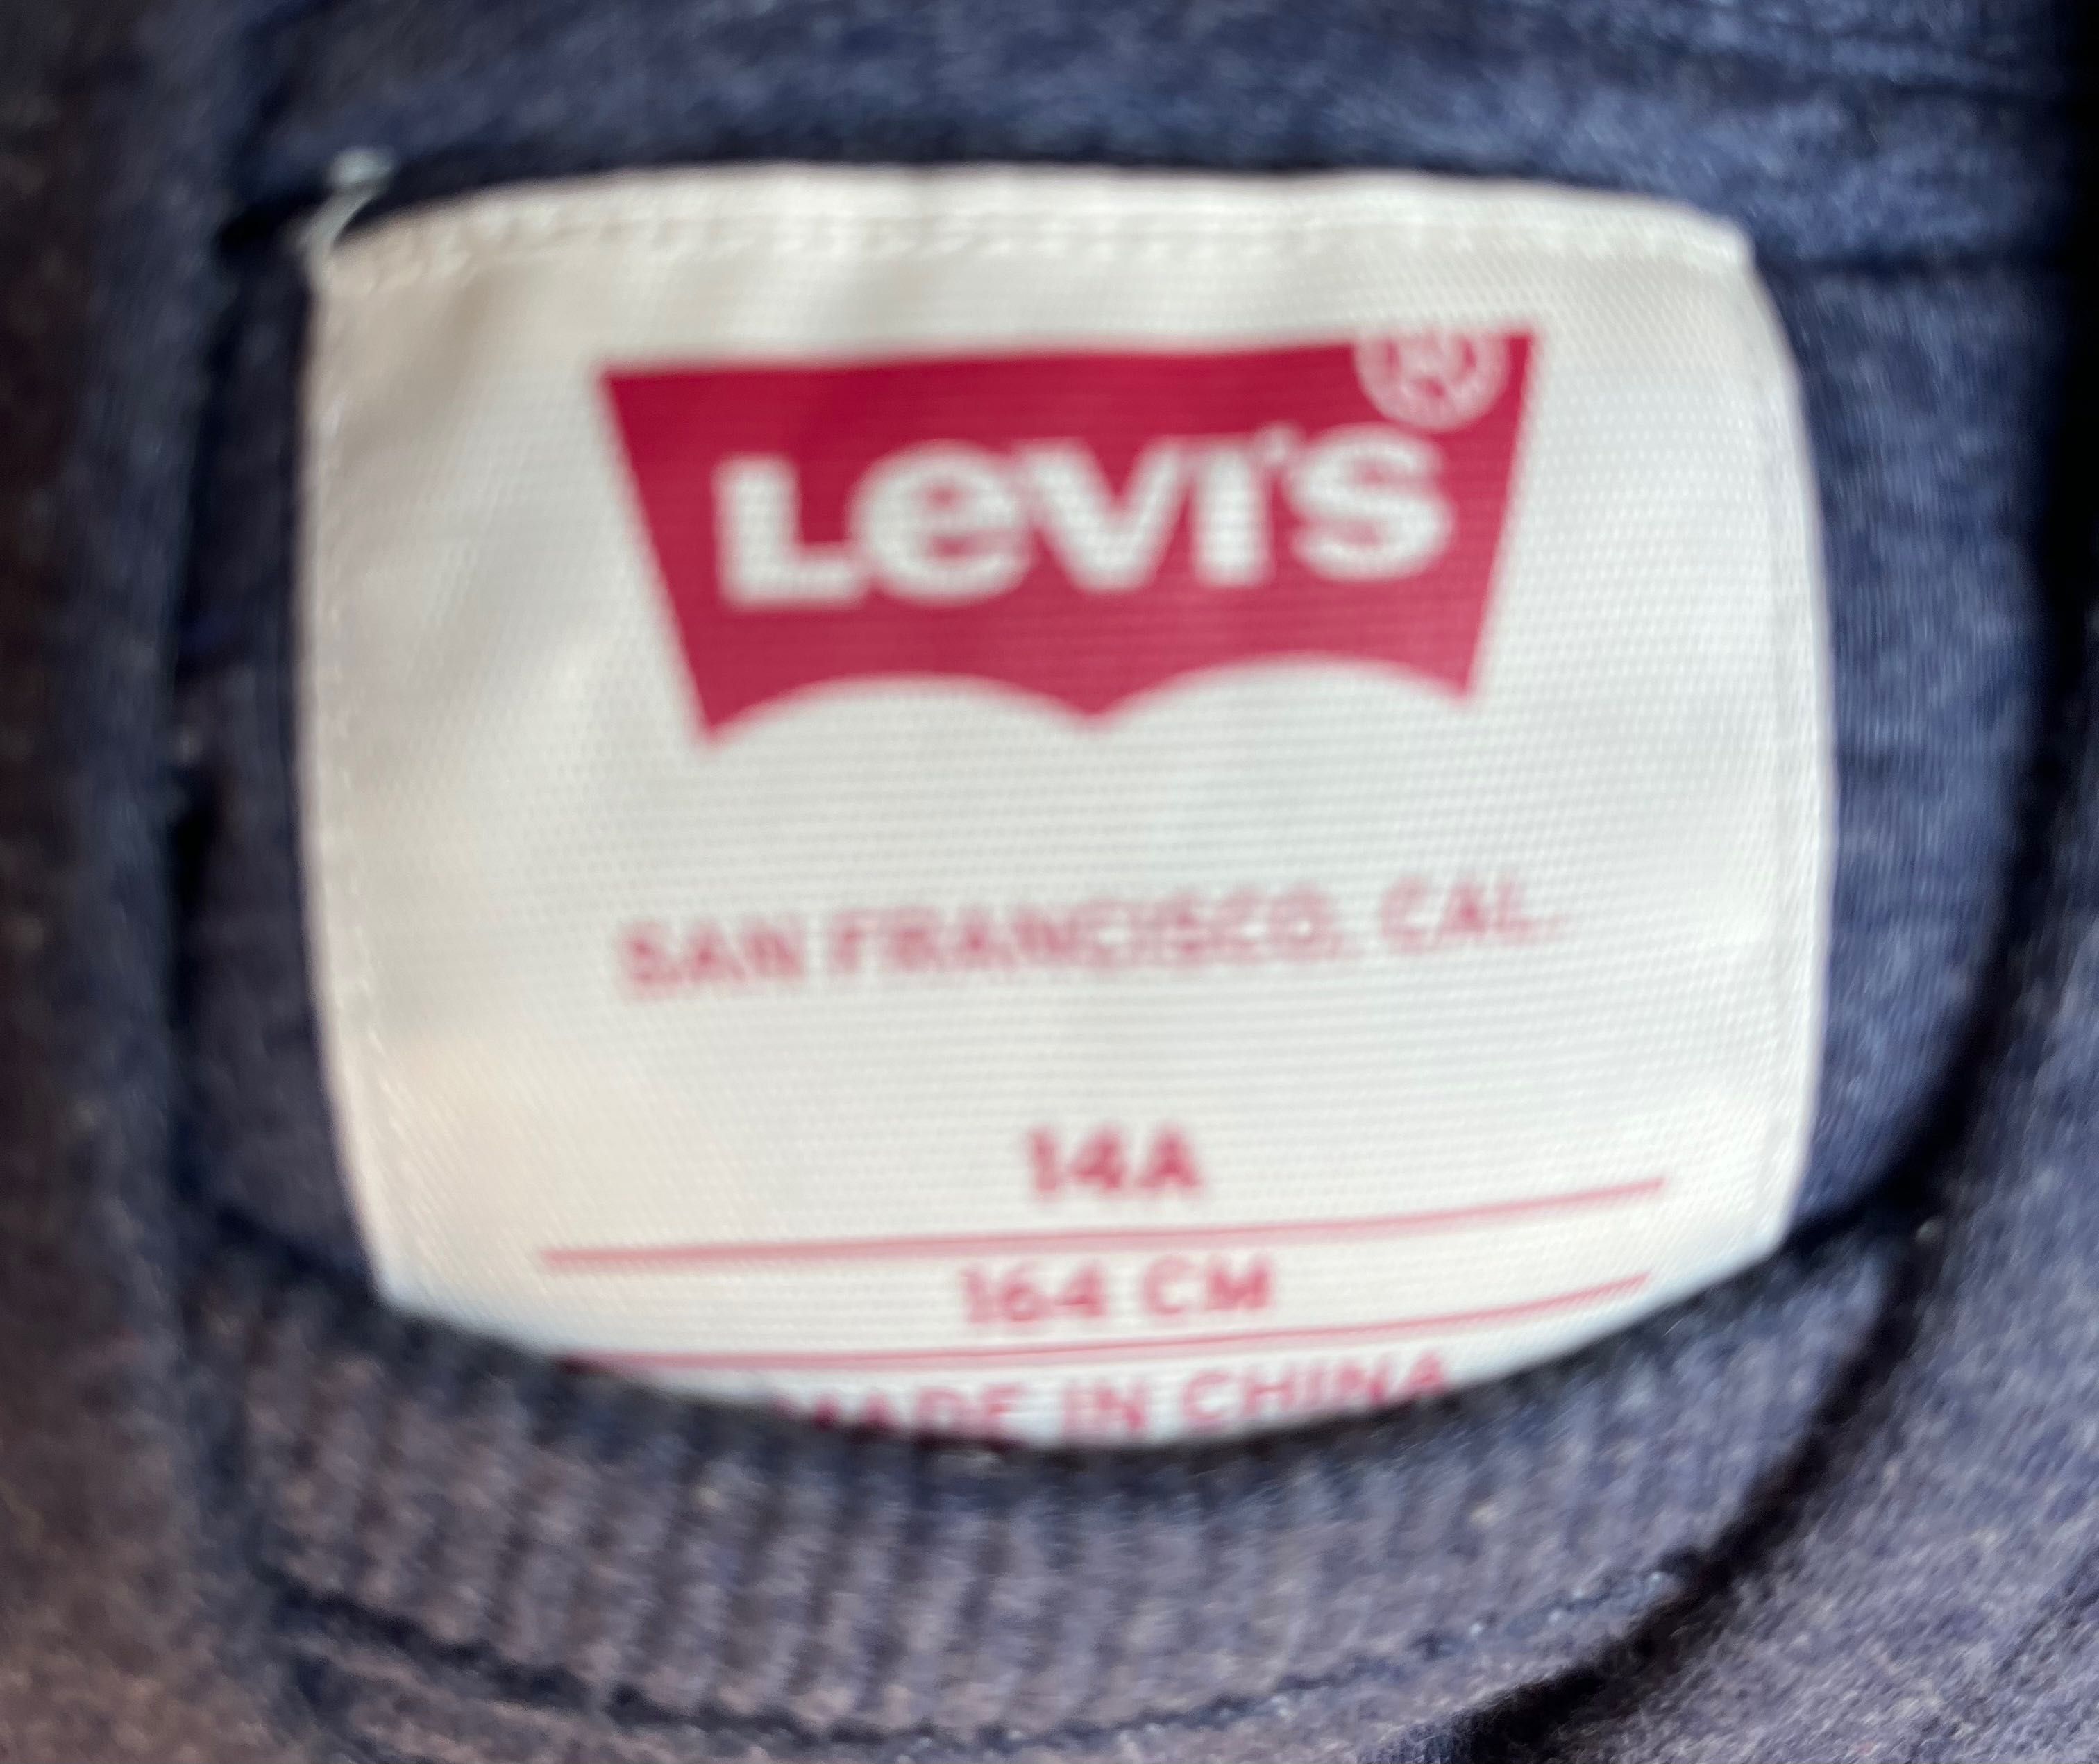 Levi's
®
SAN FRANCISCO, CAL.
14A
164 CM
MADE IN CHINA